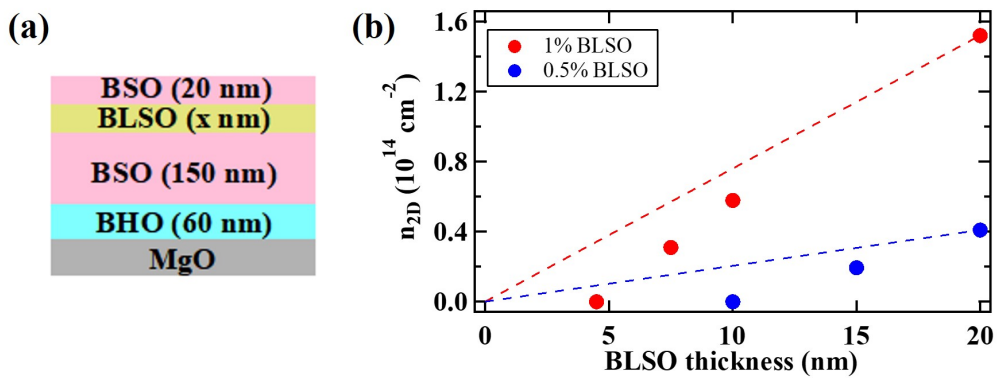 (a)
BSO (20 nm)
BLSO (x nm)
BSO (150 nm)
BHO (60 nm)
MgO
(b)
1% BLSO
0.5% BLSO
n2D (10^14 cm^-2)
1.6
1.2
0.8
0.4
0.0
0 5 10 15 20
BLSO thickness (nm)